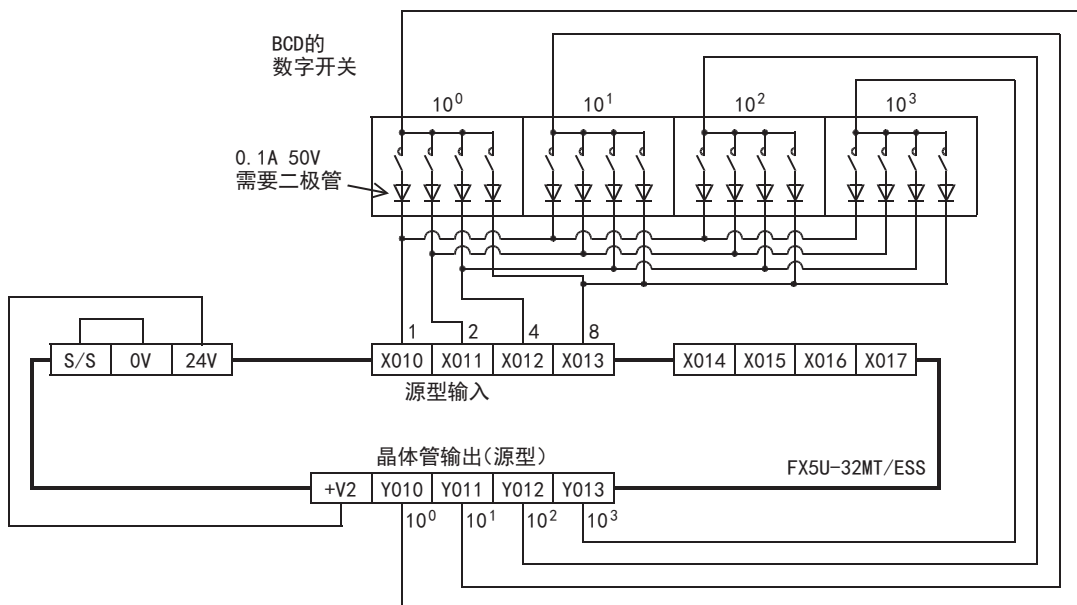 BCD的
数字开关
10⁰ 10¹ 10² 10³
0.1A 50V
需要二极管
1 2 4 8
S/S 0V 24V X010 X011 X012 X013 X014 X015 X016 X017
源型输入
晶体管输出(源型)
FX5U-32MT/ESS
+V2 Y010 Y011 Y012 Y013
10⁰ 10¹ 10² 10³